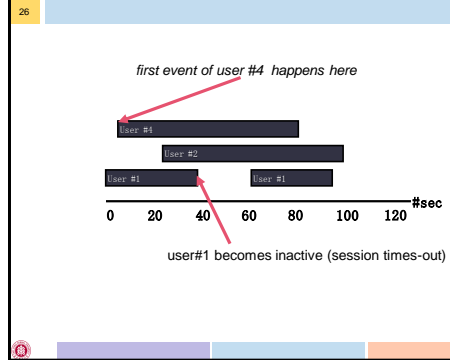 26
first event of user #4 happens here
User #4
User #2
User #1 User #1
#sec
0 20 40 60 80 100 120
user#1 becomes inactive (session times-out)